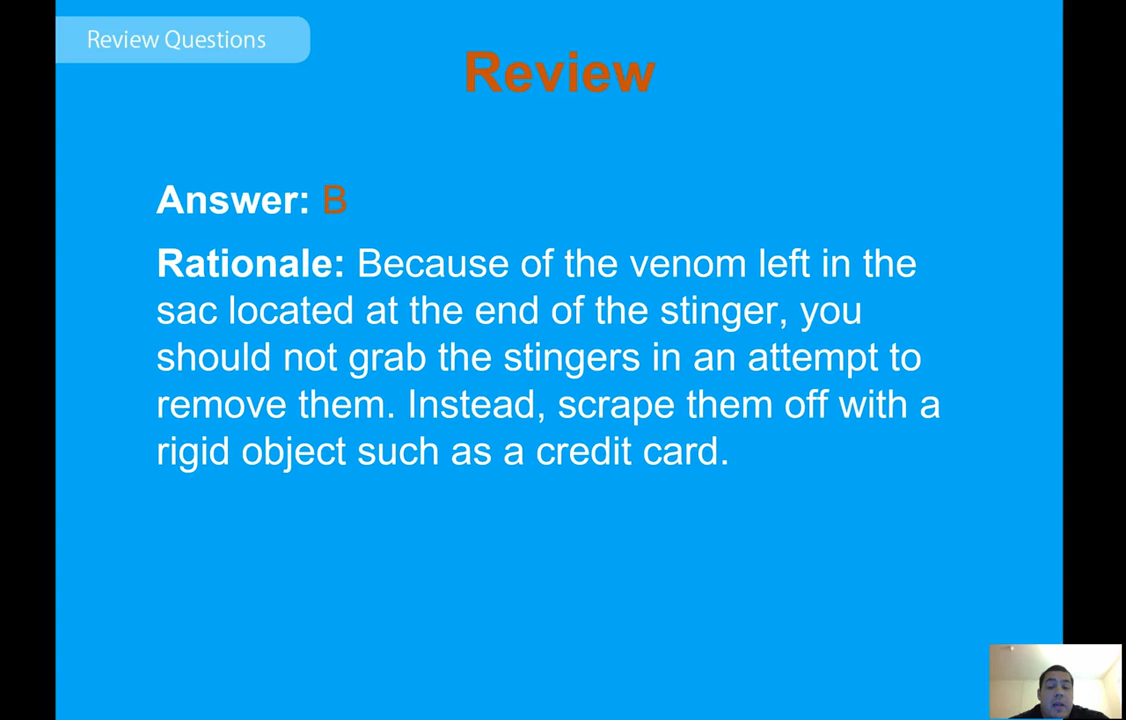 Review Questions
Review
Answer: B
Rationale: Because of the venom left in the
sac located at the end of the stinger, you
should not grab the stingers in an attempt to
remove them. Instead, scrape them off with a
rigid object such as a credit card.